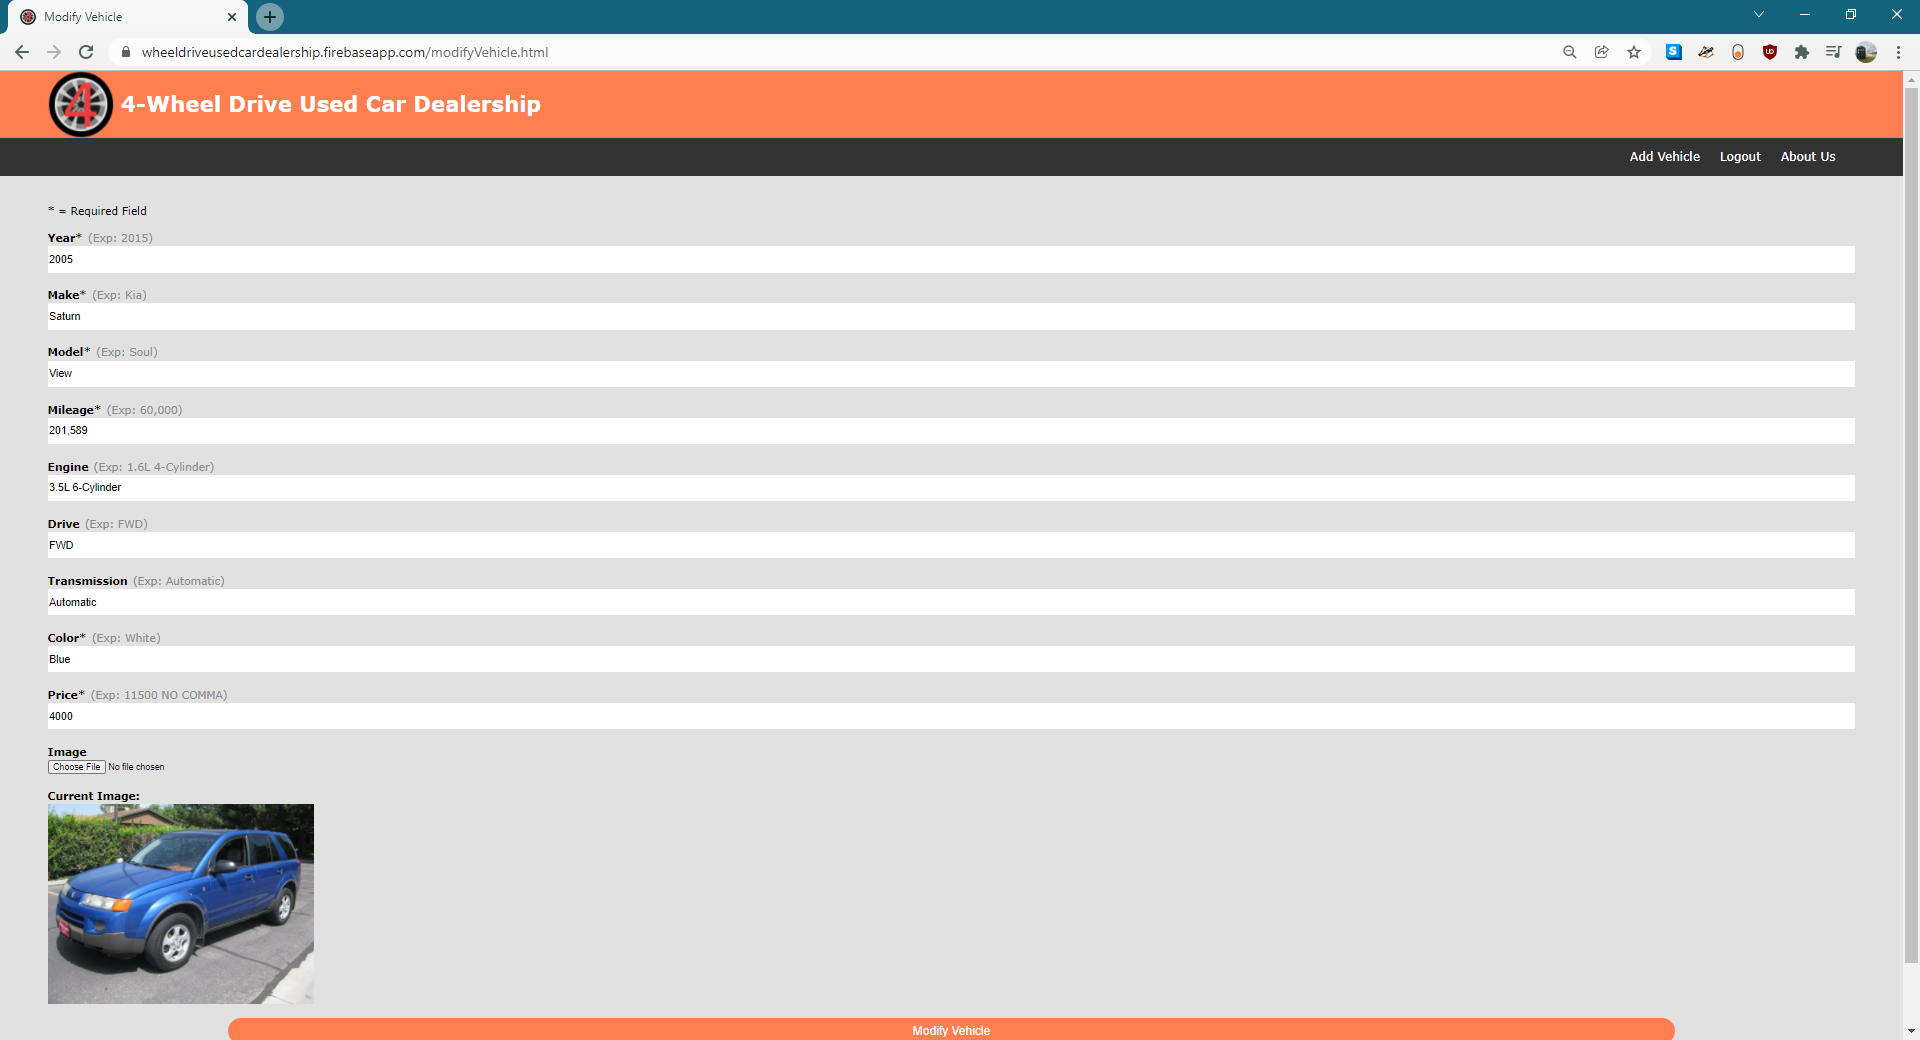 Modify Vehicle
wheeldriveusedcardealership.firebaseapp.com/modifyVehicle.html
4 4-Wheel Drive Used Car Dealership
Add Vehicle Logout About Us
* = Required Field
Year* (Exp: 2015)
2005
Make* (Exp: Kia)
Saturn
Model* (Exp: Soul)
View
Mileage* (Exp: 60,000)
201,589
Engine (Exp: 1.6L 4-Cylinder)
3.5L 6-Cylinder
Drive (Exp: FWD)
FWD
Transmission (Exp: Automatic)
Automatic
Color* (Exp: White)
Blue
Price* (Exp: 11500 NO COMMA)
4000
Image
Choose File No file chosen
Current Image:
Modify Vehicle